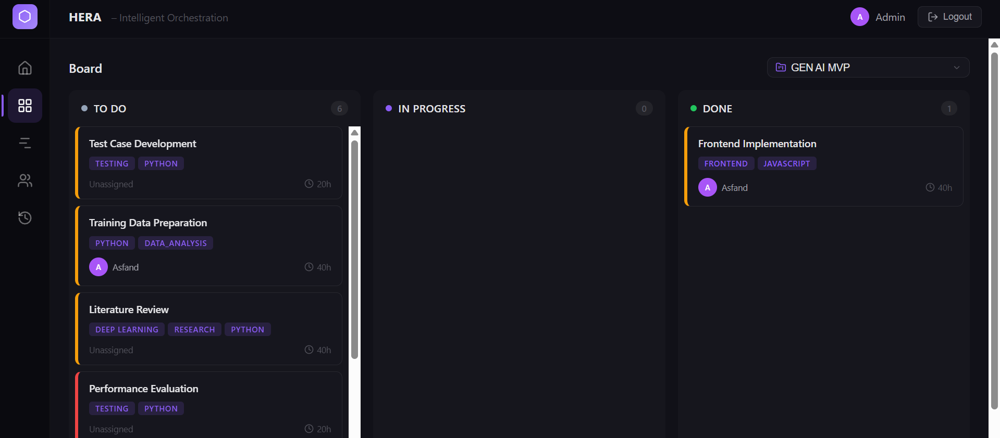 HERA – Intelligent Orchestration
A Admin Logout
Board
GEN AI MVP
TO DO 6
Test Case Development
TESTING PYTHON
Unassigned 20h
Training Data Preparation
PYTHON DATA_ANALYSIS
A Asfand 40h
Literature Review
DEEP LEARNING RESEARCH PYTHON
Unassigned 40h
Performance Evaluation
TESTING PYTHON
Unassigned 20h
IN PROGRESS 0
DONE 1
Frontend Implementation
FRONTEND JAVASCRIPT
A Asfand 40h